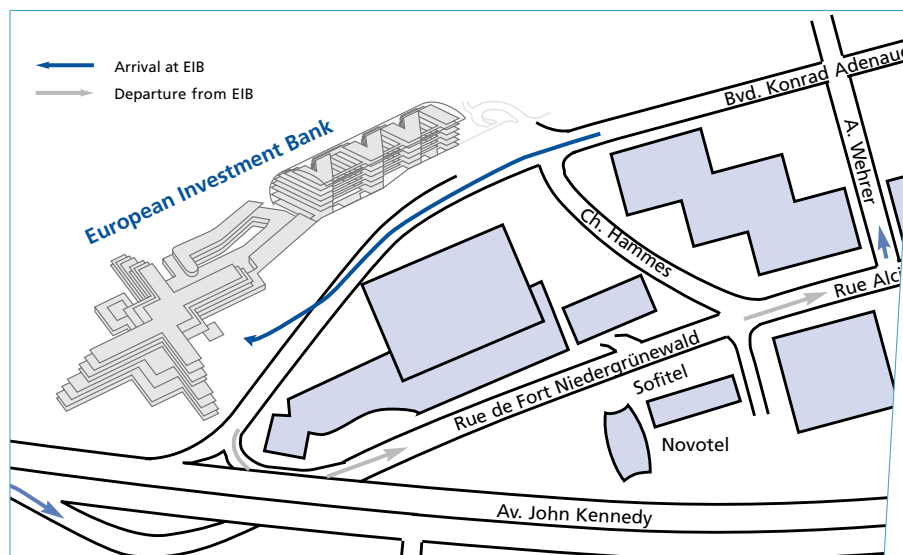 Arrival at EIB
Departure from EIB
European Investment Bank
Bvd. Konrad Adenau
A. Wehrer
Ch. Hammes
Rue Alci
Rue de Fort Niedergrünewald
Sofitel
Novotel
Av. John Kennedy